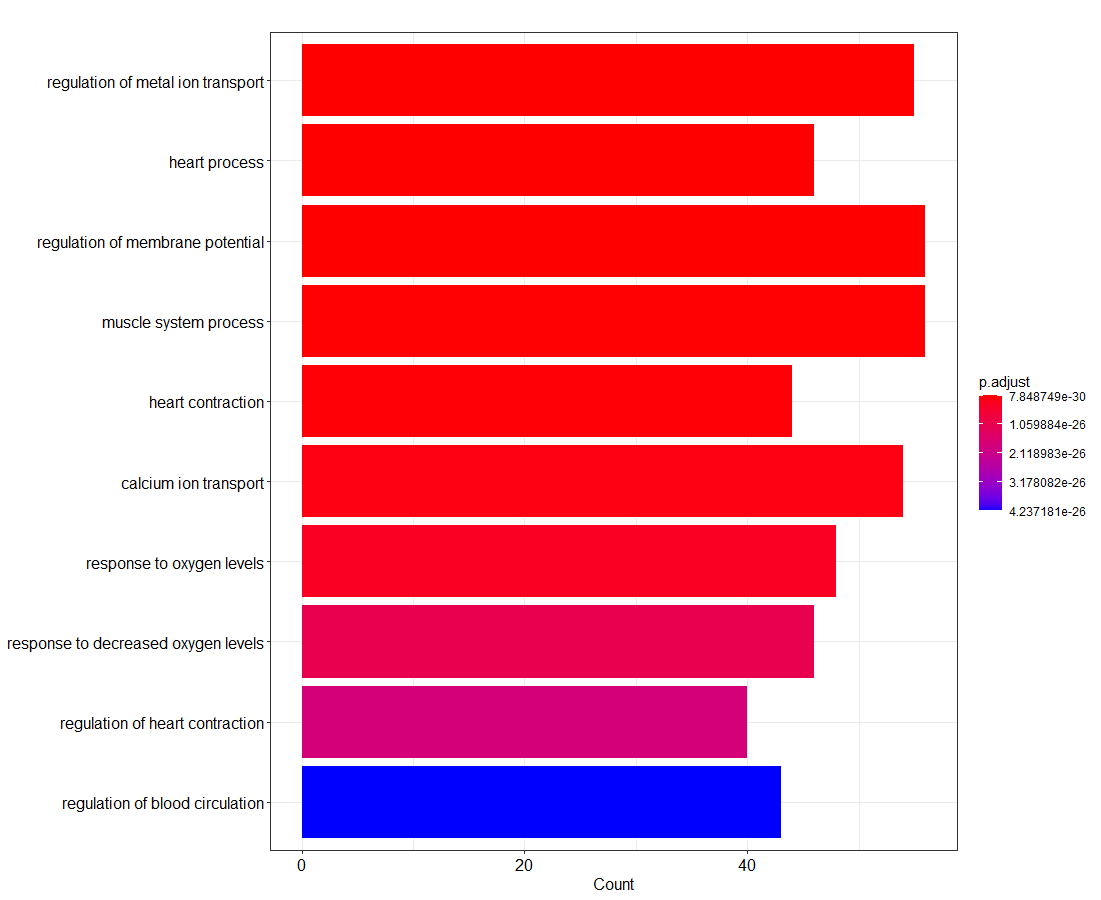 regulation of metal ion transport
heart process
regulation of membrane potential
muscle system process
heart contraction
calcium ion transport
response to oxygen levels
response to decreased oxygen levels
regulation of heart contraction
regulation of blood circulation
0
20
40
Count
p.adjust
7.848749e-30
1.059884e-26
2.118983e-26
3.178082e-26
4.237181e-26